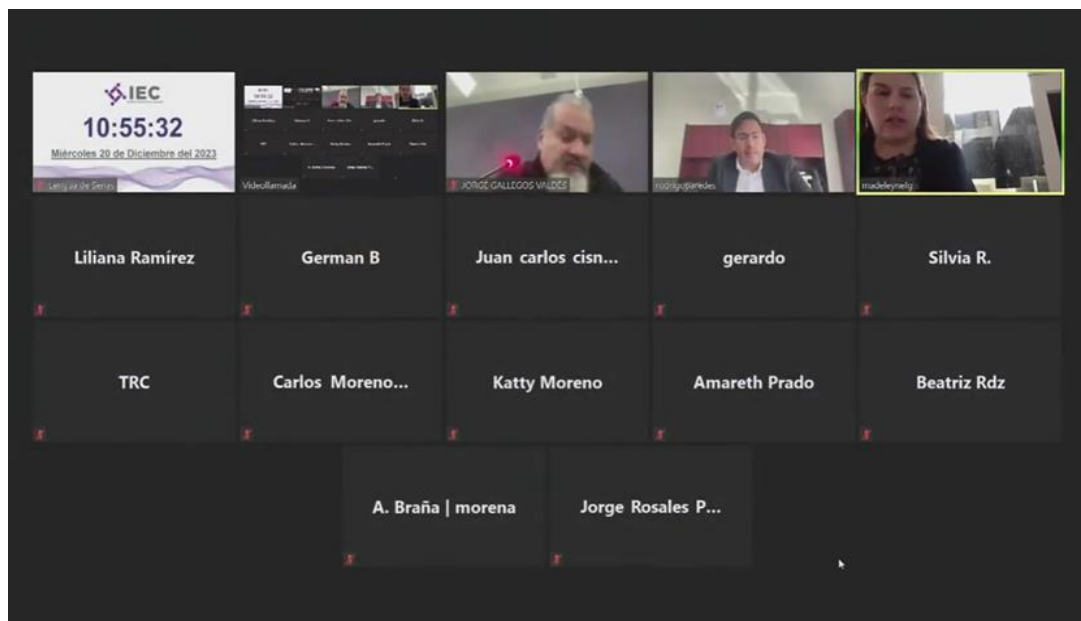 IEC
10:55:32
Miércoles 20 de Diciembre del 2023
Lengua de Señas
Videollamada
JORGE GALLEGOS VALDÉS
rodrigoparedes
madeleyneIg
Liliana Ramírez
German B
Juan carlos cisn...
gerardo
Silvia R.
TRC
Carlos Moreno...
Katty Moreno
Amareth Prado
Beatriz Rdz
A. Braña | morena
Jorge Rosales P...